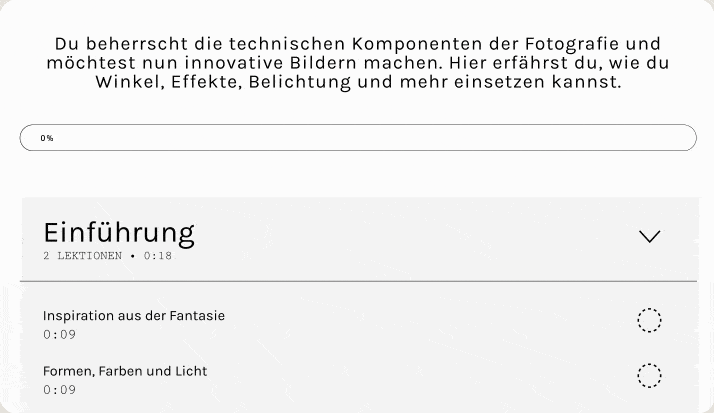 Du beherrscht die technischen Komponenten der Fotografie und
möchtest nun innovative Bildern machen. Hier erfährst du, wie du
Winkel, Effekte, Belichtung und mehr einsetzen kannst.
0%
Einführung
2 LEKTIONEN • 0:18
Inspiration aus der Fantasie
0:09
Formen, Farben und Licht
0:09